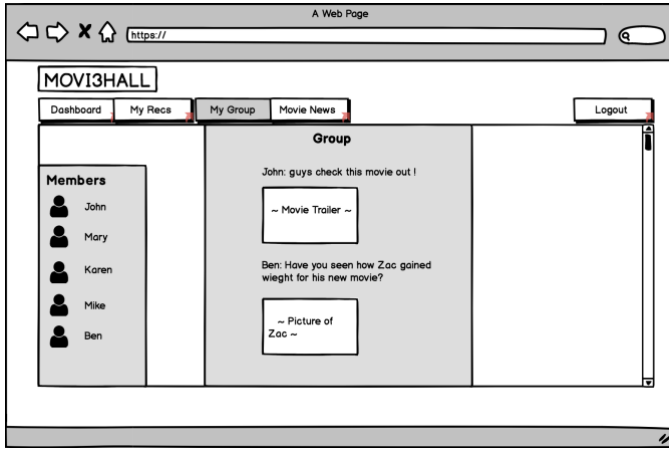 A Web Page
https://
MOVI3HALL
Dashboard
My Recs
My Group
Movie News
Logout
Group
Members
John
Mary
Karen
Mike
Ben
John: guys check this movie out !
~ Movie Trailer ~
Ben: Have you seen how Zac gained
wieght for his new movie?
~ Picture of
Zac ~